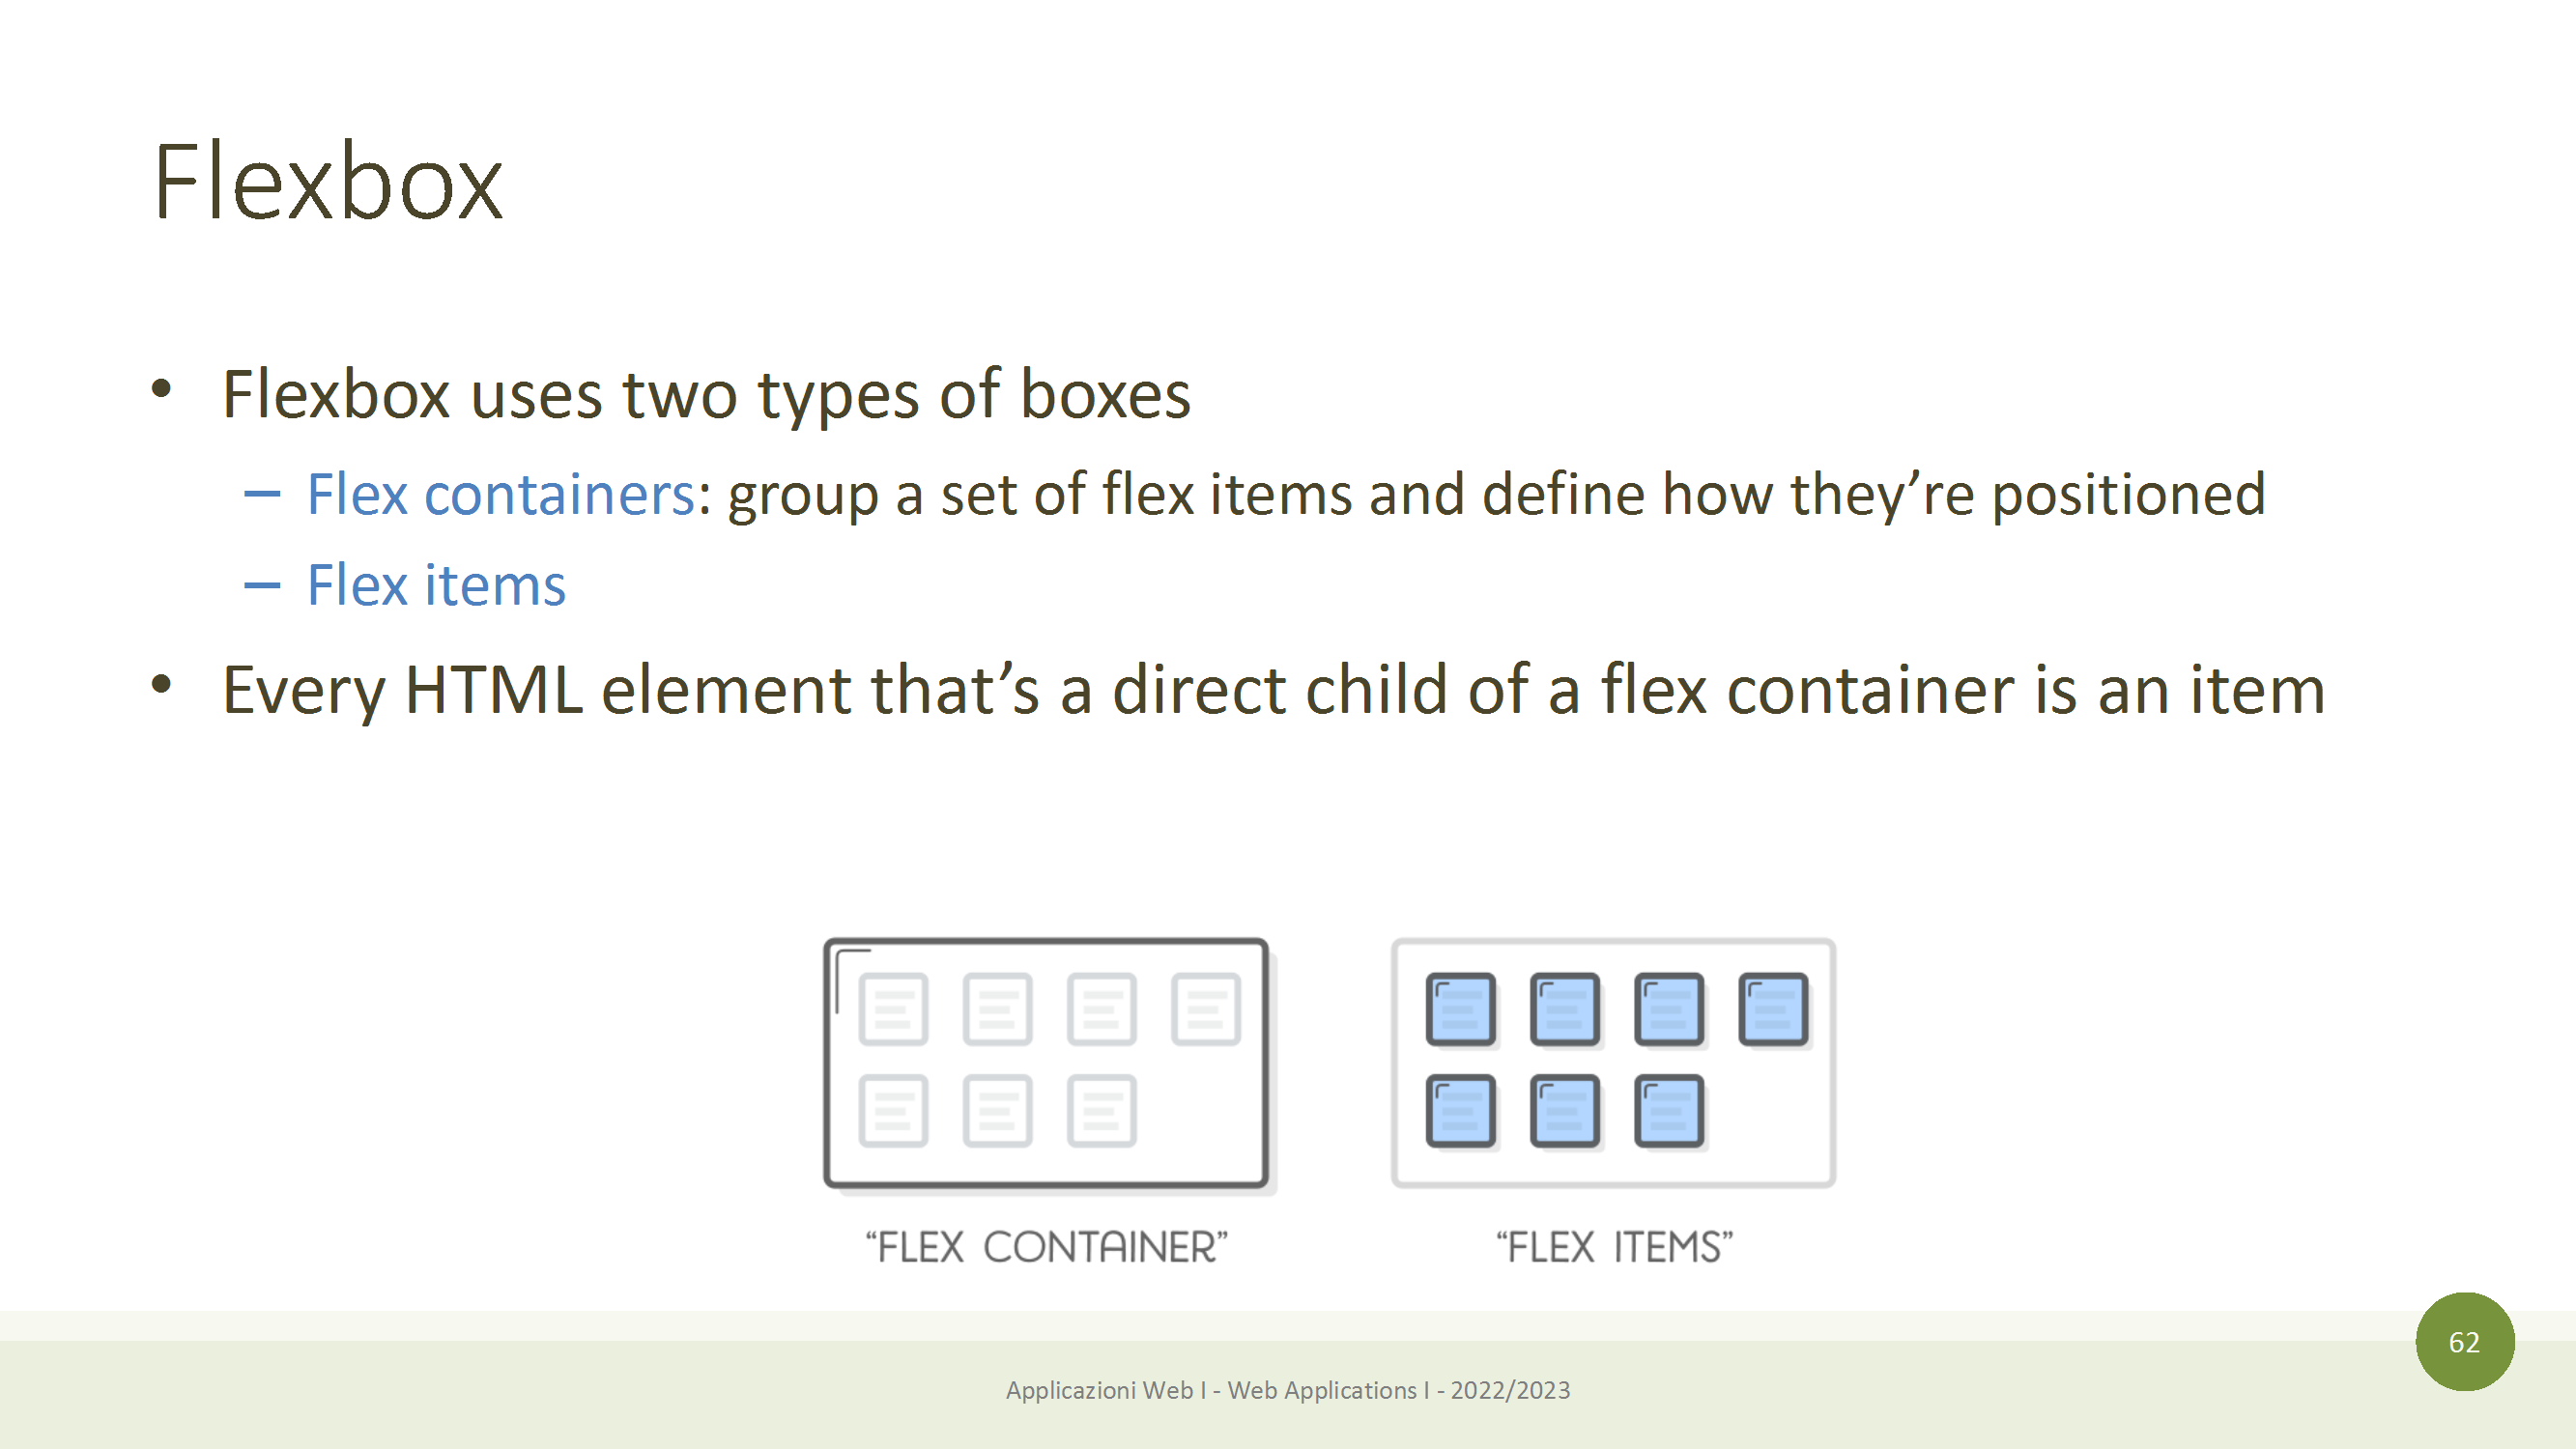 Flexbox
• Flexbox uses two types of boxes
– Flex containers: group a set of flex items and define how they’re positioned
– Flex items
• Every HTML element that’s a direct child of a flex container is an item
“FLEX CONTAINER”
“FLEX ITEMS”
62
Applicazioni Web I - Web Applications I - 2022/2023